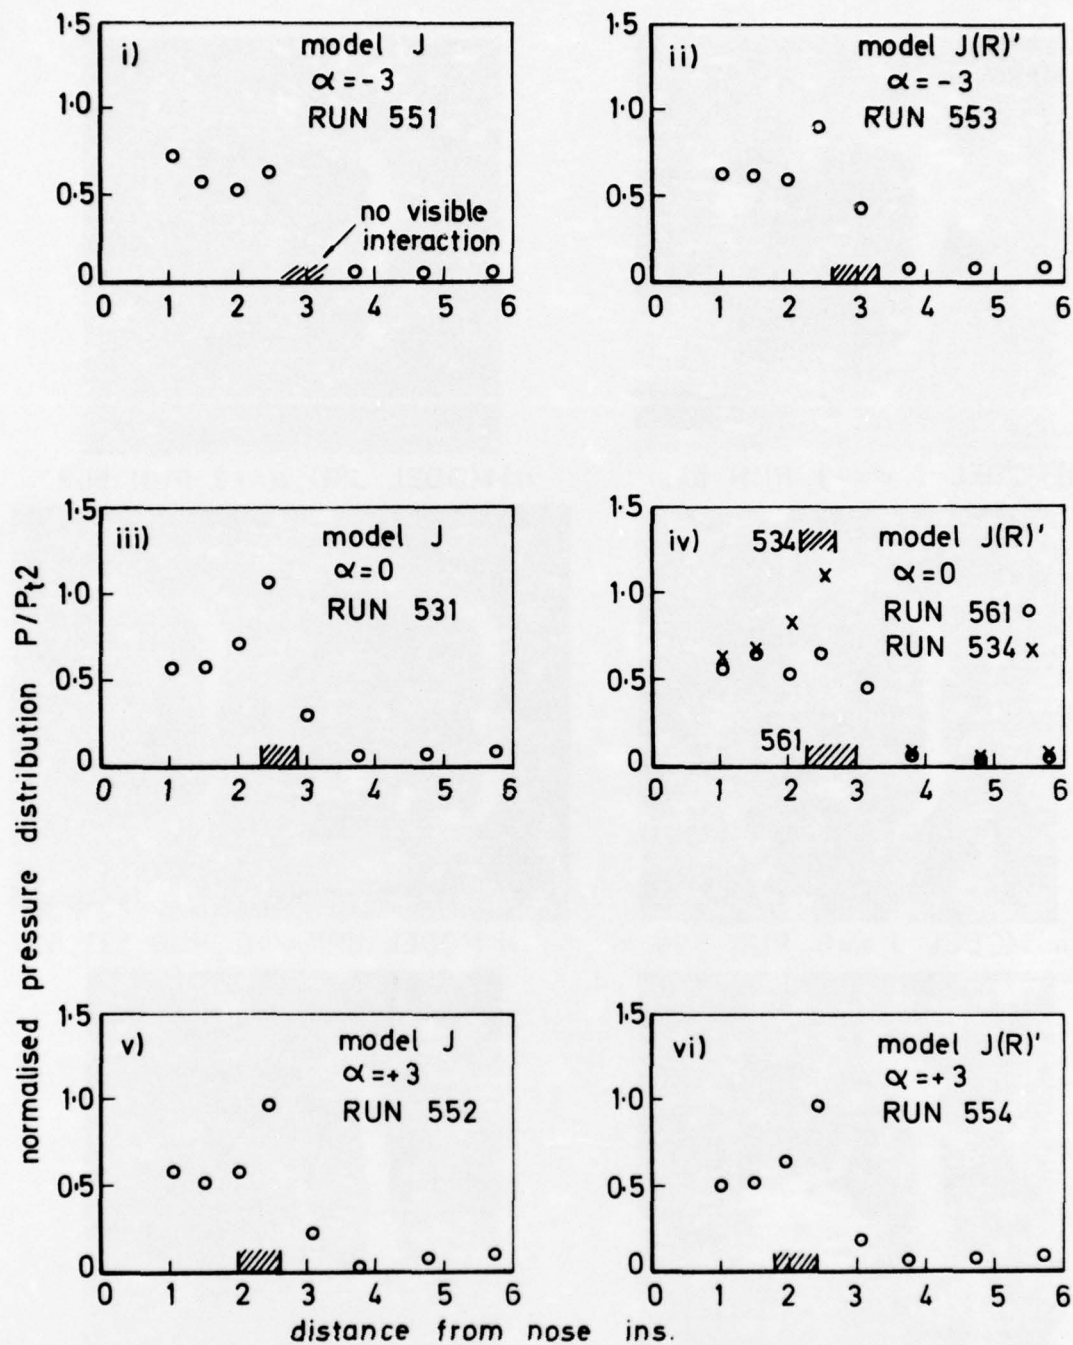 i)
model J
α = -3
RUN 551
no visible
interaction
1·5
1·0
0·5
0
0 1 2 3 4 5 6
ii)
model J(R)'
α = -3
RUN 553
1·5
1·0
0·5
0
0 1 2 3 4 5 6
iii)
model J
α = 0
RUN 531
1·5
1·0
0·5
0
0 1 2 3 4 5 6
iv)
534
model J(R)'
α = 0
RUN 561 o
RUN 534 x
561
1·5
1·0
0·5
0
0 1 2 3 4 5 6
v)
model J
α = +3
RUN 552
1·5
1·0
0·5
0
0 1 2 3 4 5 6
vi)
model J(R)'
α = +3
RUN 554
1·5
1·0
0·5
0
0 1 2 3 4 5 6
normalised pressure distribution P/Pt2
distance from nose ins.